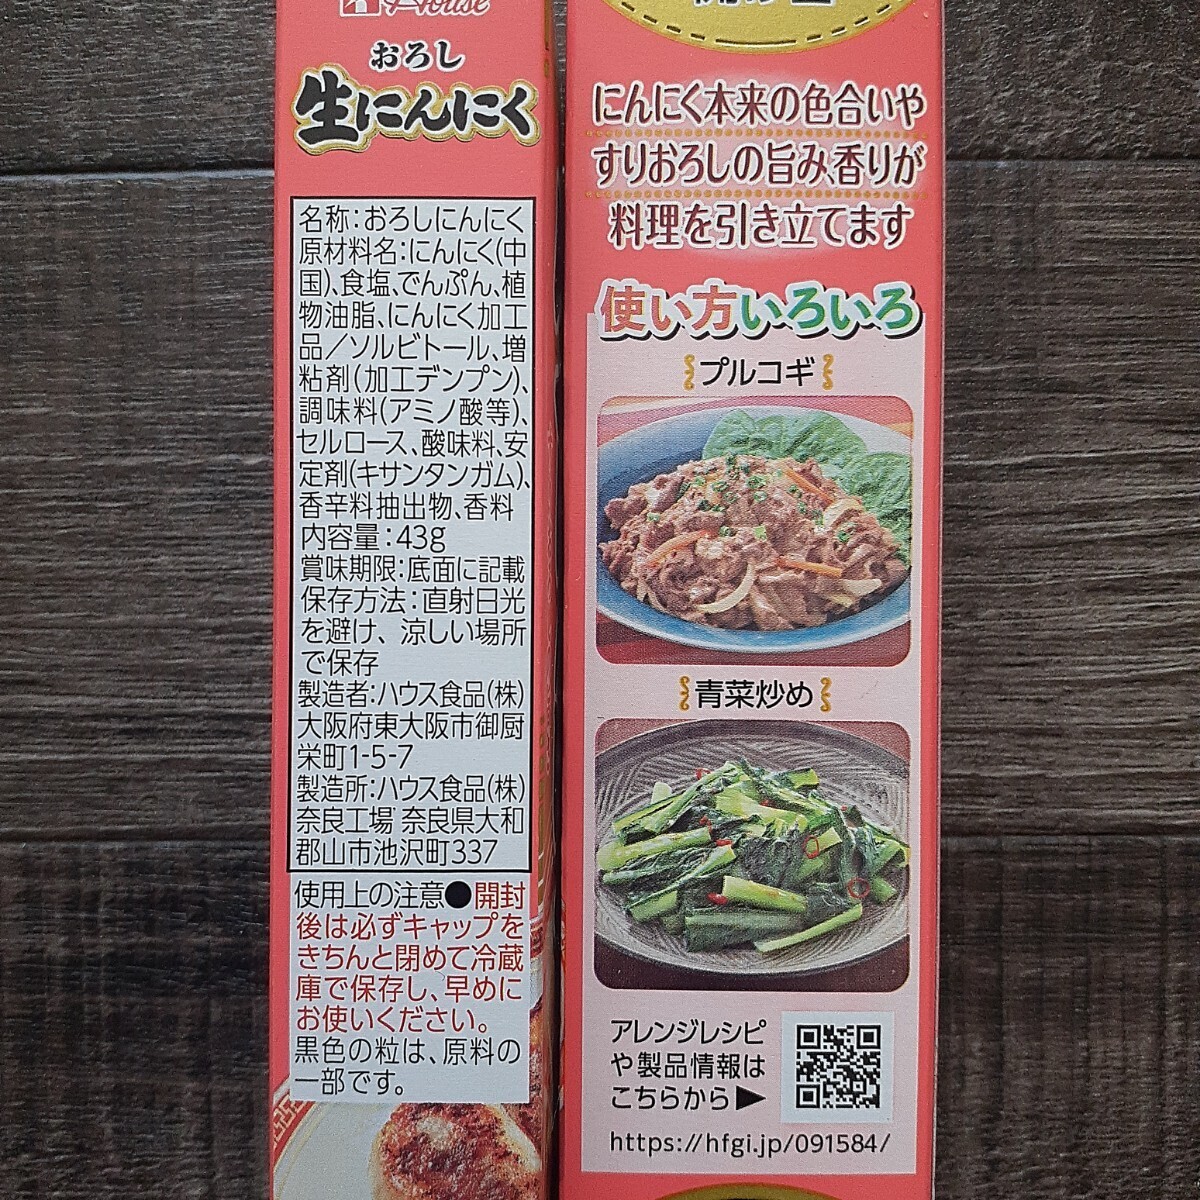 House
おろし
生にんにく
名称:おろしにんにく
原材料名:にんにく(中
国)、食塩、でんぷん、植
物油脂、にんにく加工
品／ソルビトール、増
粘剤(加工デンプン)、
調味料(アミノ酸等)、
セルロース、酸味料、安
定剤(キサンタンガム)、
香辛料抽出物、香料
内容量:43g
賞味期限:底面に記載
保存方法:直射日光
を避け、涼しい場所
で保存
製造者:ハウス食品(株)
大阪府東大阪市御厨
栄町1-5-7
製造所:ハウス食品(株)
奈良工場 奈良県大和
郡山市池沢町337
使用上の注意●開封
後は必ずキャップを
きちんと閉めて冷蔵
庫で保存し、早めに
お使いください。
黒色の粒は、原料の
一部です。
にんにく本来の色合いや
すりおろしの旨み、香りが
料理を引き立てます
使い方いろいろ
プルコギ
青菜炒め
アレンジレシピ
や製品情報は
こちらから▶
https://hfgi.jp/091584/